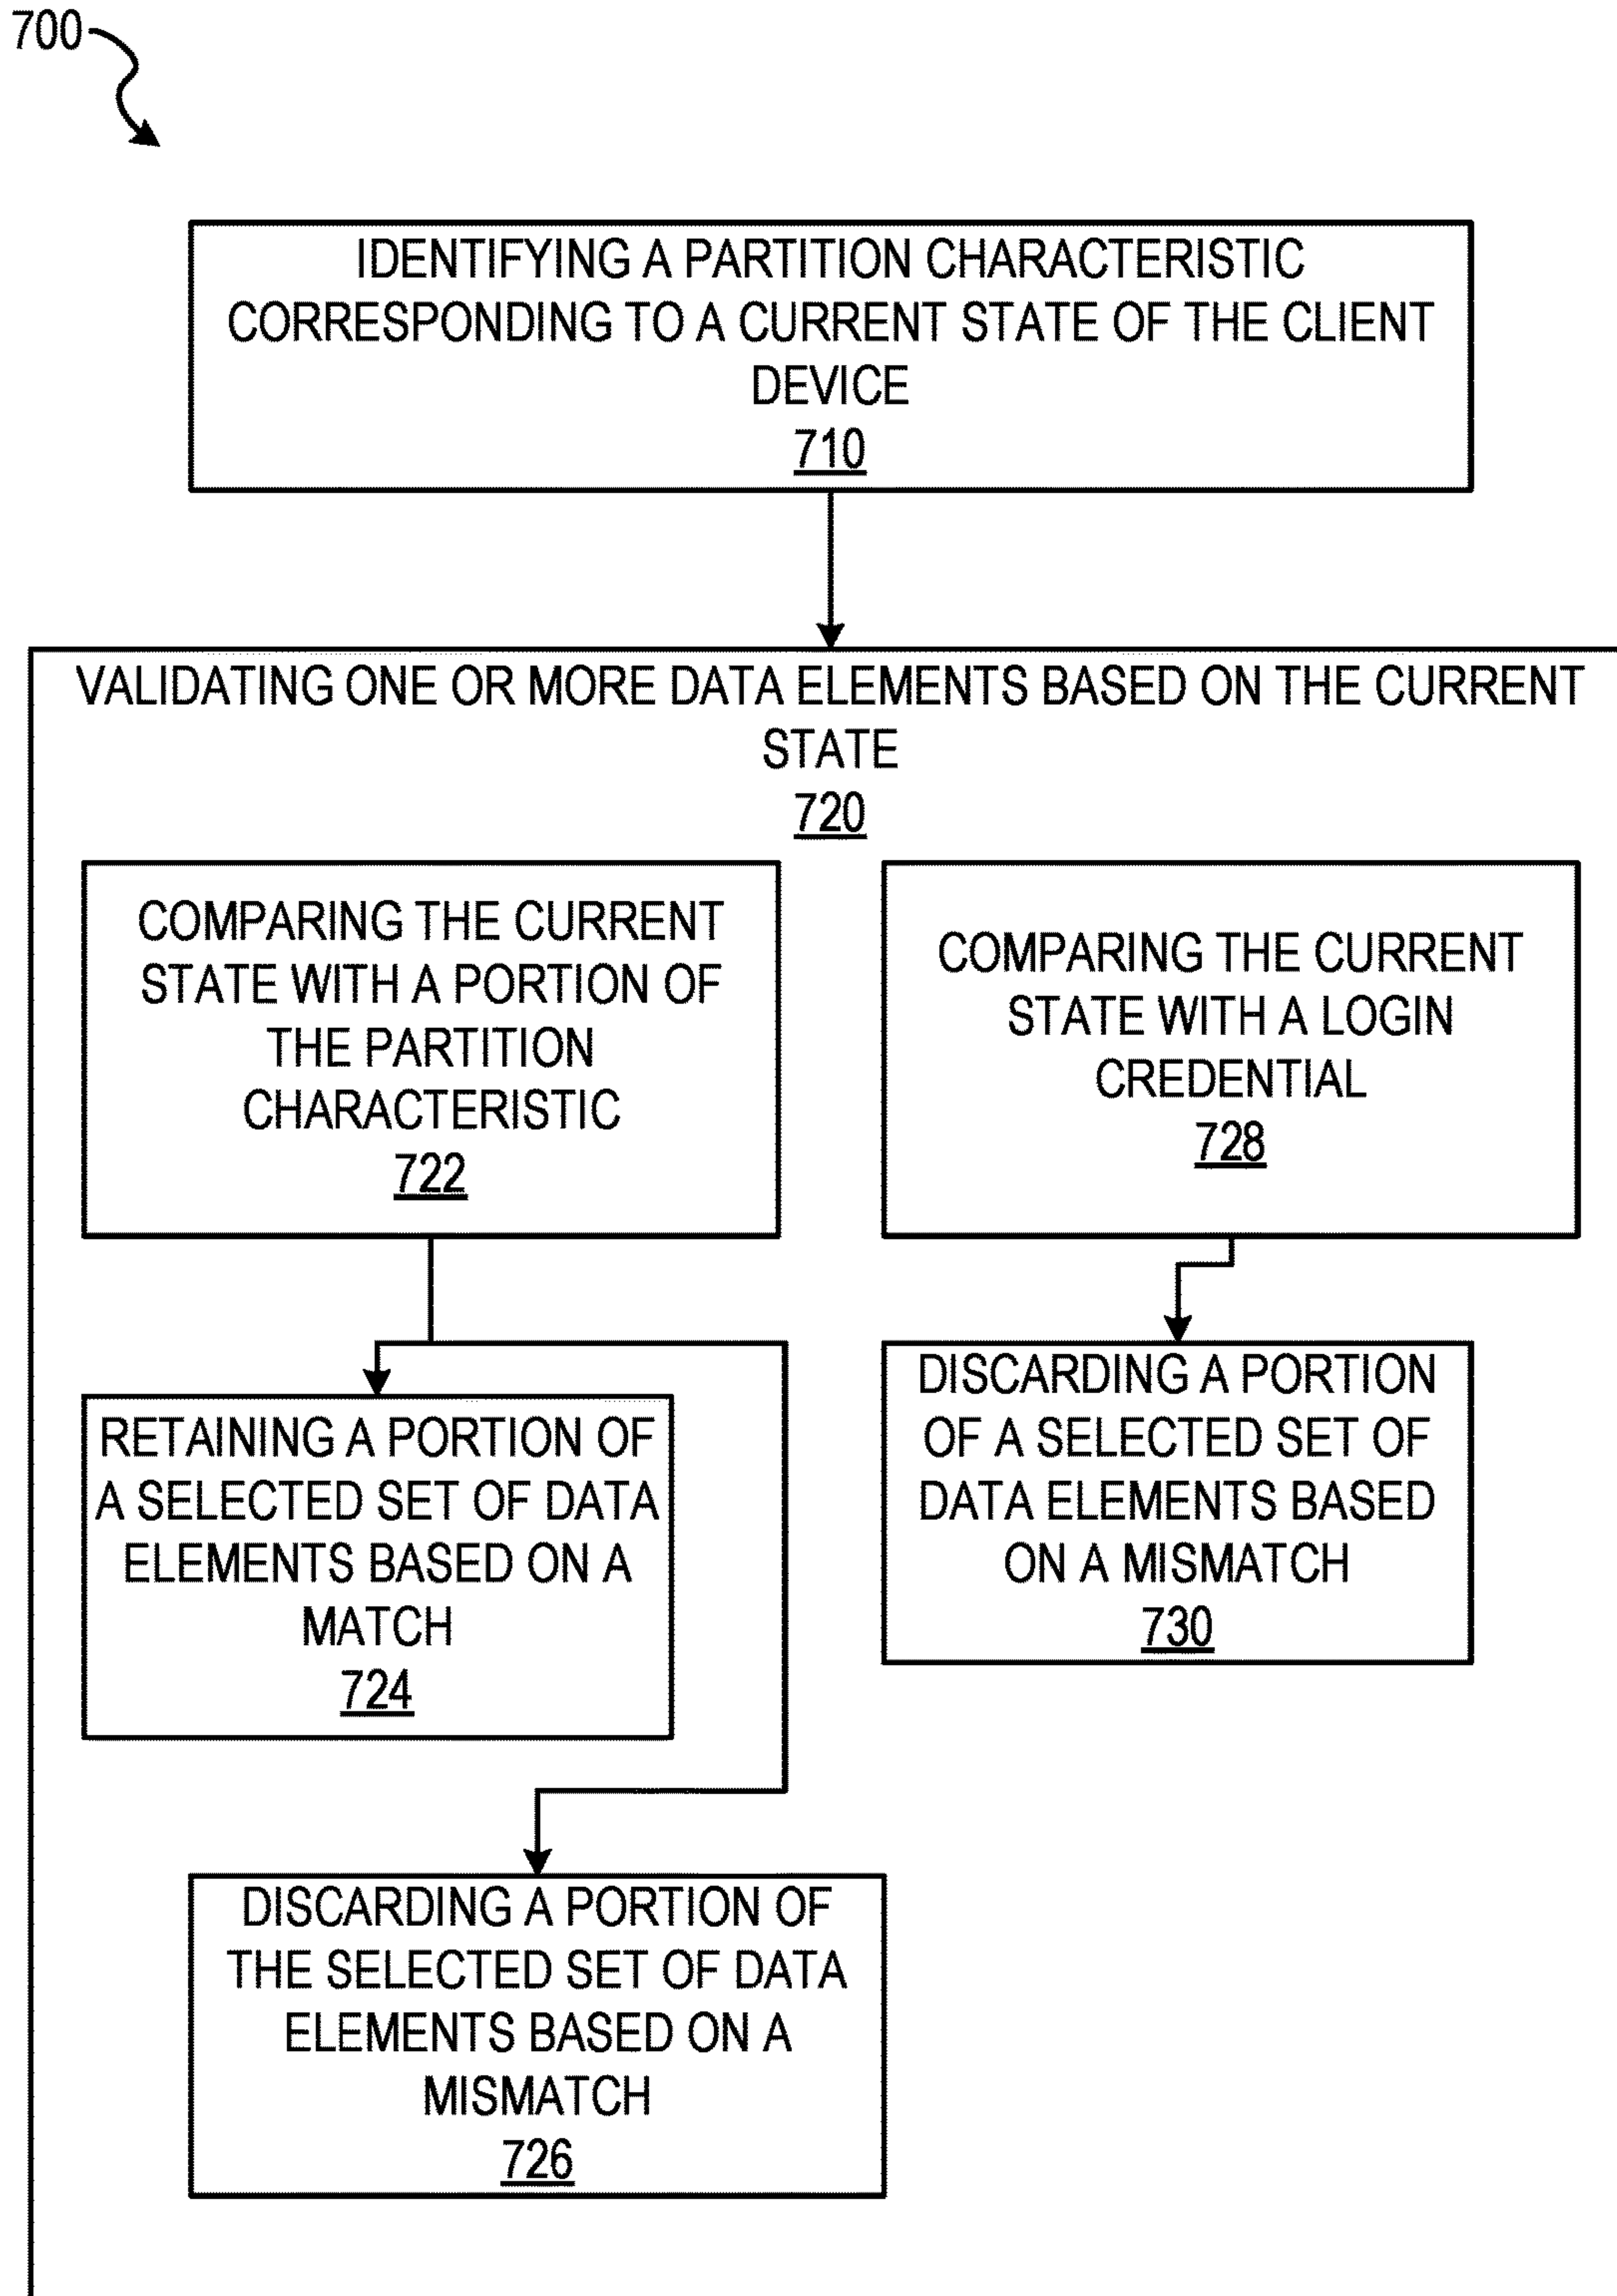 700
IDENTIFYING A PARTITION CHARACTERISTIC
CORRESPONDING TO A CURRENT STATE OF THE CLIENT
DEVICE
710
VALIDATING ONE OR MORE DATA ELEMENTS BASED ON THE CURRENT
STATE
720
COMPARING THE CURRENT
STATE WITH A PORTION OF
THE PARTITION
CHARACTERISTIC
722
COMPARING THE CURRENT
STATE WITH A LOGIN
CREDENTIAL
728
RETAINING A PORTION OF
A SELECTED SET OF DATA
ELEMENTS BASED ON A
MATCH
724
DISCARDING A PORTION
OF A SELECTED SET OF
DATA ELEMENTS BASED
ON A MISMATCH
730
DISCARDING A PORTION OF
THE SELECTED SET OF DATA
ELEMENTS BASED ON A
MISMATCH
726